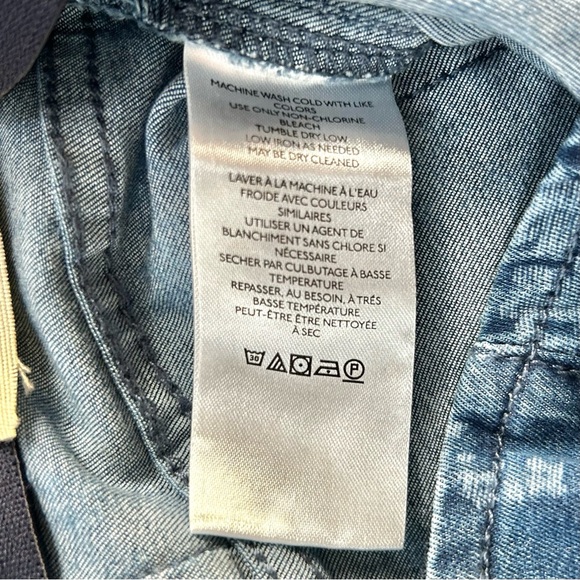 MACHINE WASH COLD WITH LIKE
COLORS
USE ONLY NON-CHLORINE
BLEACH
TUMBLE DRY LOW
LOW IRON AS NEEDED
MAY BE DRY CLEANED
LAVER À LA MACHINE À L'EAU
FROIDE AVEC COULEURS
SIMILAIRES
UTILISER UN AGENT DE
BLANCHIMENT SANS CHLORE SI
NÉCESSAIRE
SECHER PAR CULBUTAGE À BASSE
TEMPERATURE
REPASSER, AU BESOIN, À TRÉS
BASSE TEMPÉRATURE
PEUT-ÊTRE ÊTRE NETTOYÉE
À SEC
30 P